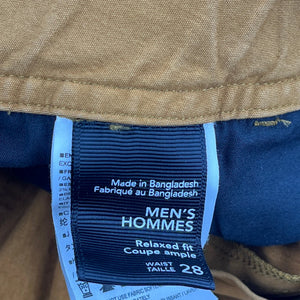 Made in Bangladesh
Fabriqué au Bangladesh
MEN'S
HOMMES
Relaxed fit
Coupe ample
WAIST
TAILLE 28